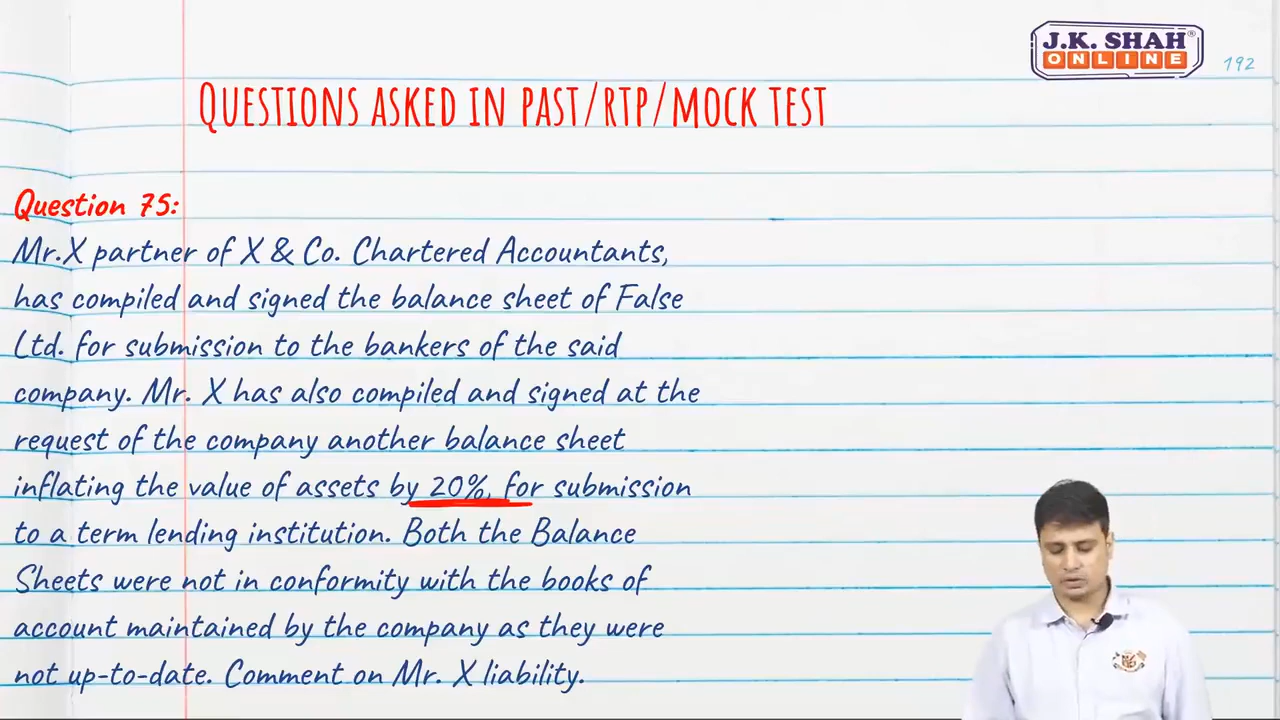 J.K. SHAH®
ONLINE
192
QUESTIONS ASKED IN PAST/RTP/MOCK TEST
Question 75:
Mr.X partner of X & Co. Chartered Accountants,
has compiled and signed the balance sheet of False
Ltd. for submission to the bankers of the said
company. Mr. X has also compiled and signed at the
request of the company another balance sheet
inflating the value of assets by 20%, for submission
to a term lending institution. Both the Balance
Sheets were not in conformity with the books of
account maintained by the company as they were
not up-to-date. Comment on Mr. X liability.